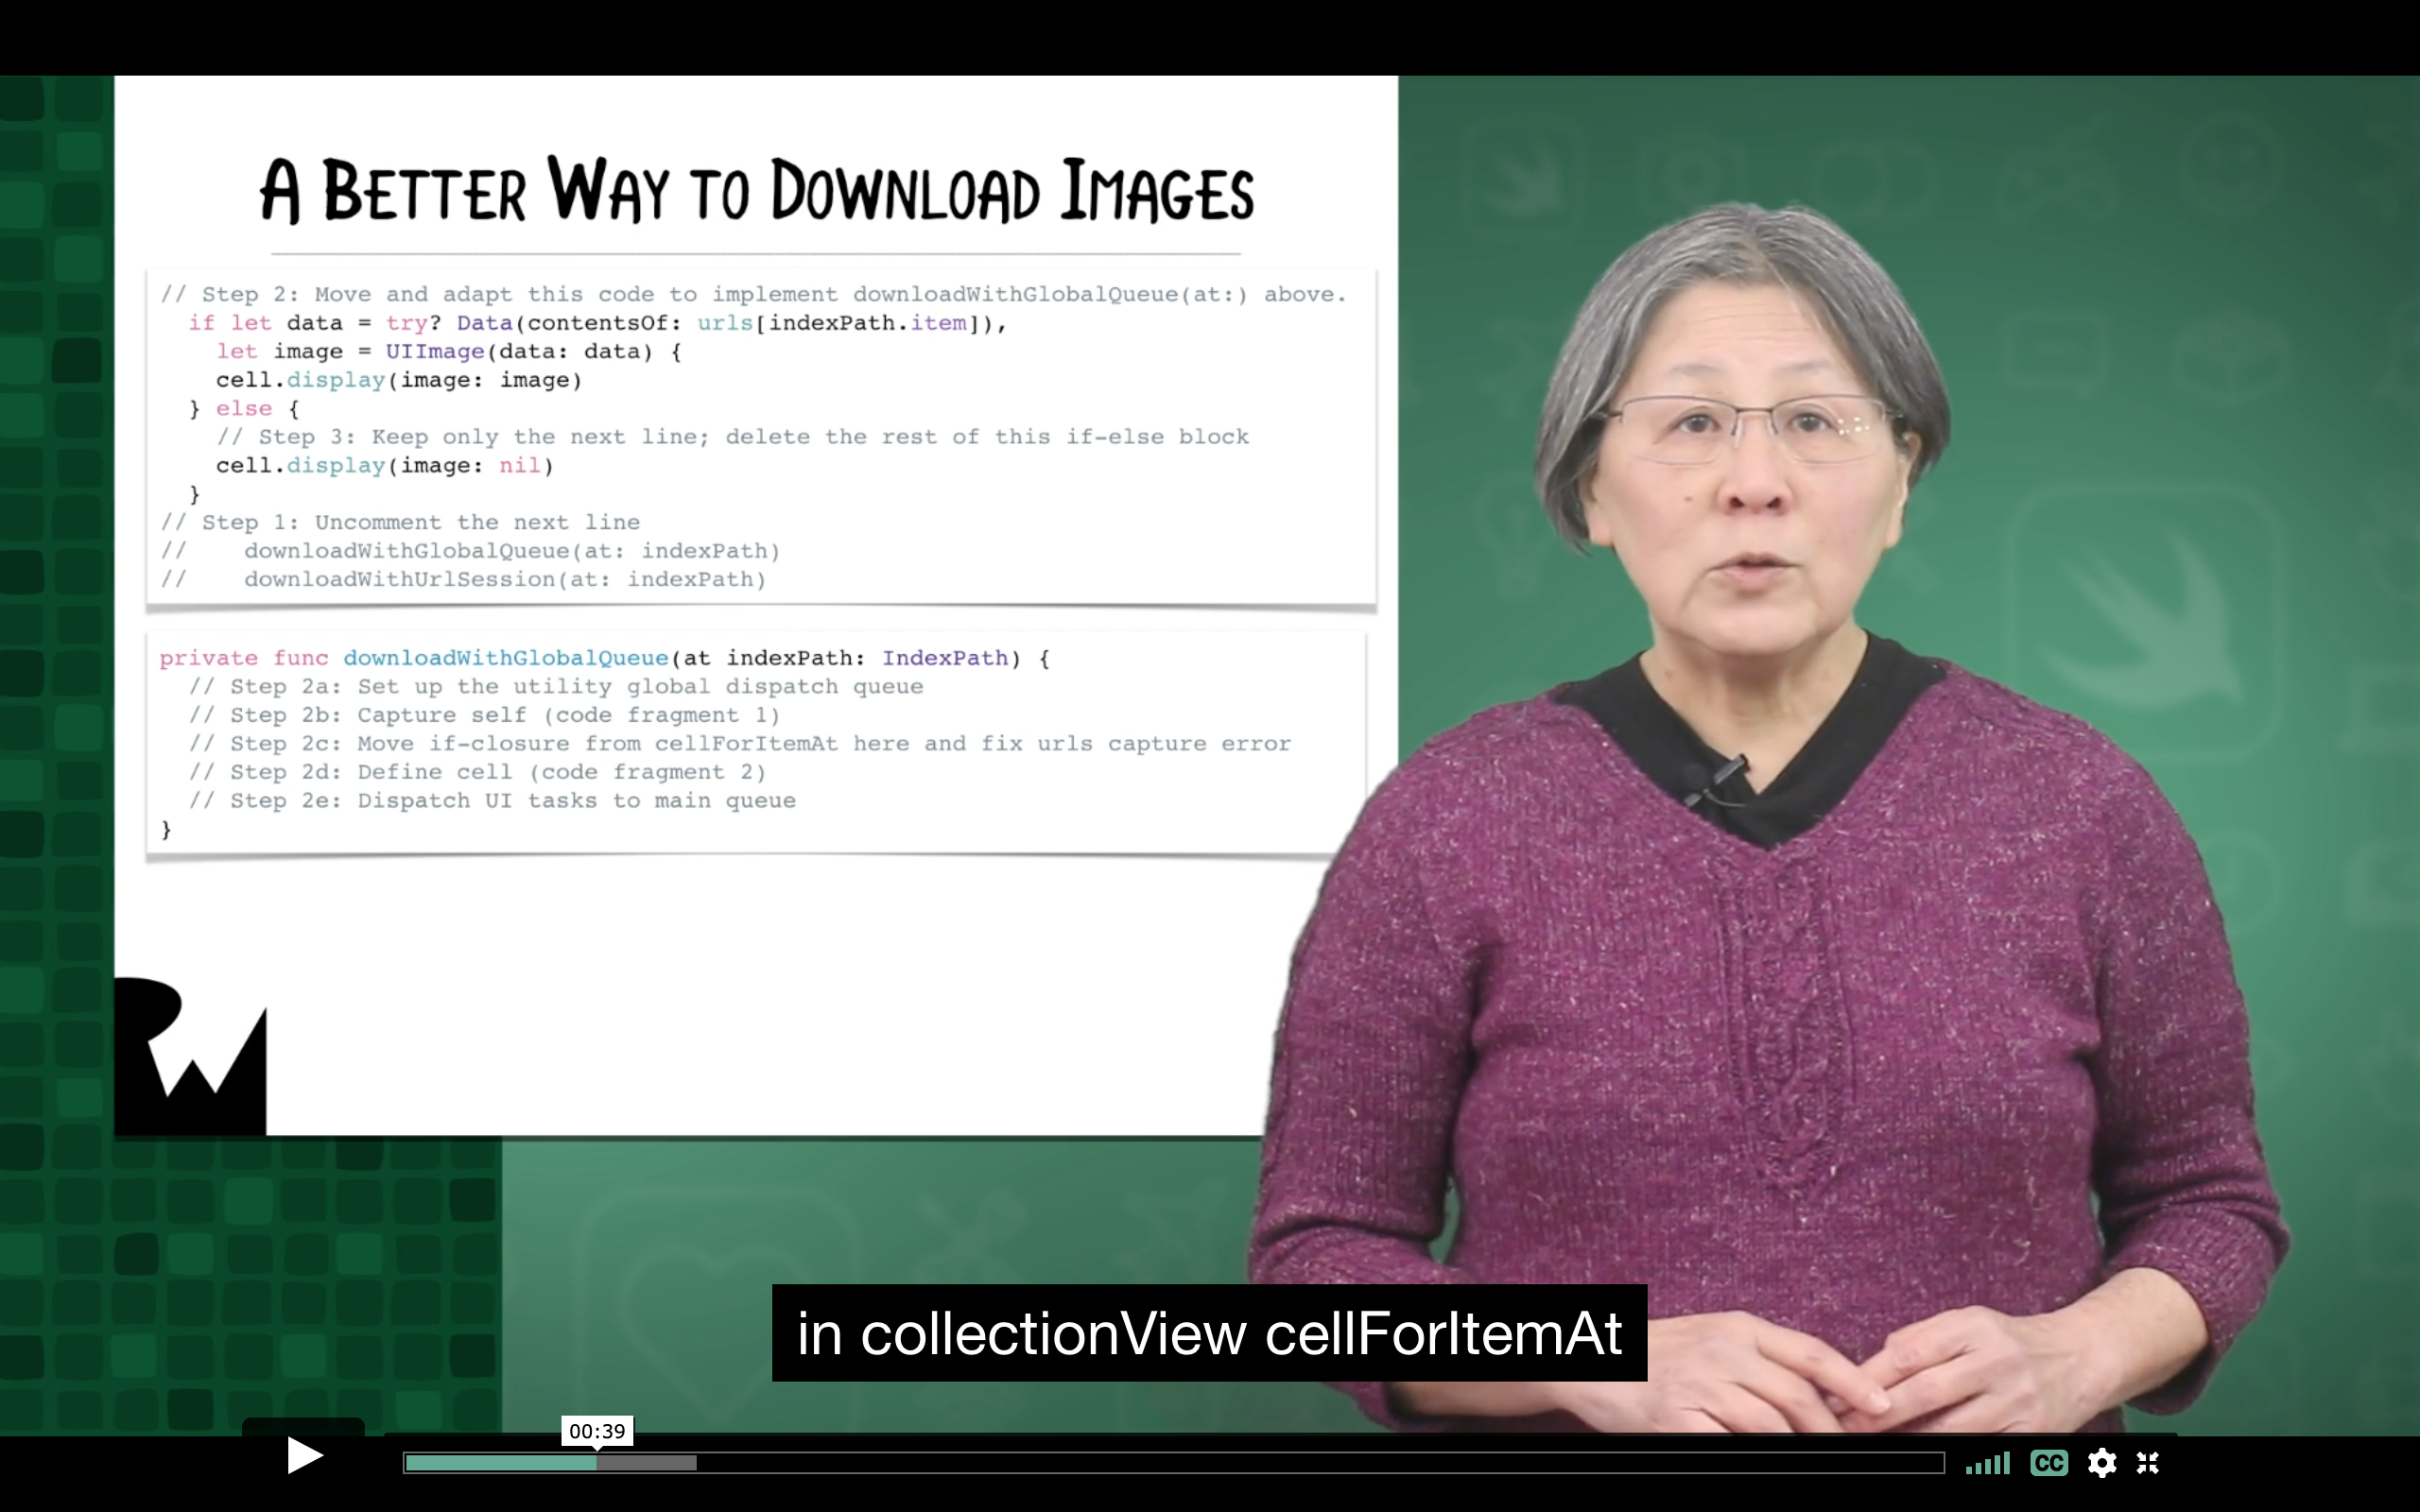 A BETTER WAY TO DOWNLOAD IMAGES
// Step 2: Move and adapt this code to implement downloadWithGlobalQueue(at:) above.
  if let data = try? Data(contentsOf: urls[indexPath.item]),
    let image = UIImage(data: data) {
    cell.display(image: image)
  } else {
    // Step 3: Keep only the next line; delete the rest of this if-else block
    cell.display(image: nil)
  }
// Step 1: Uncomment the next line
//    downloadWithGlobalQueue(at: indexPath)
//    downloadWithUrlSession(at: indexPath)
private func downloadWithGlobalQueue(at indexPath: IndexPath) {
  // Step 2a: Set up the utility global dispatch queue
  // Step 2b: Capture self (code fragment 1)
  // Step 2c: Move if-closure from cellForItemAt here and fix urls capture error
  // Step 2d: Define cell (code fragment 2)
  // Step 2e: Dispatch UI tasks to main queue
}
RW
in collectionView cellForItemAt
00:39
CC